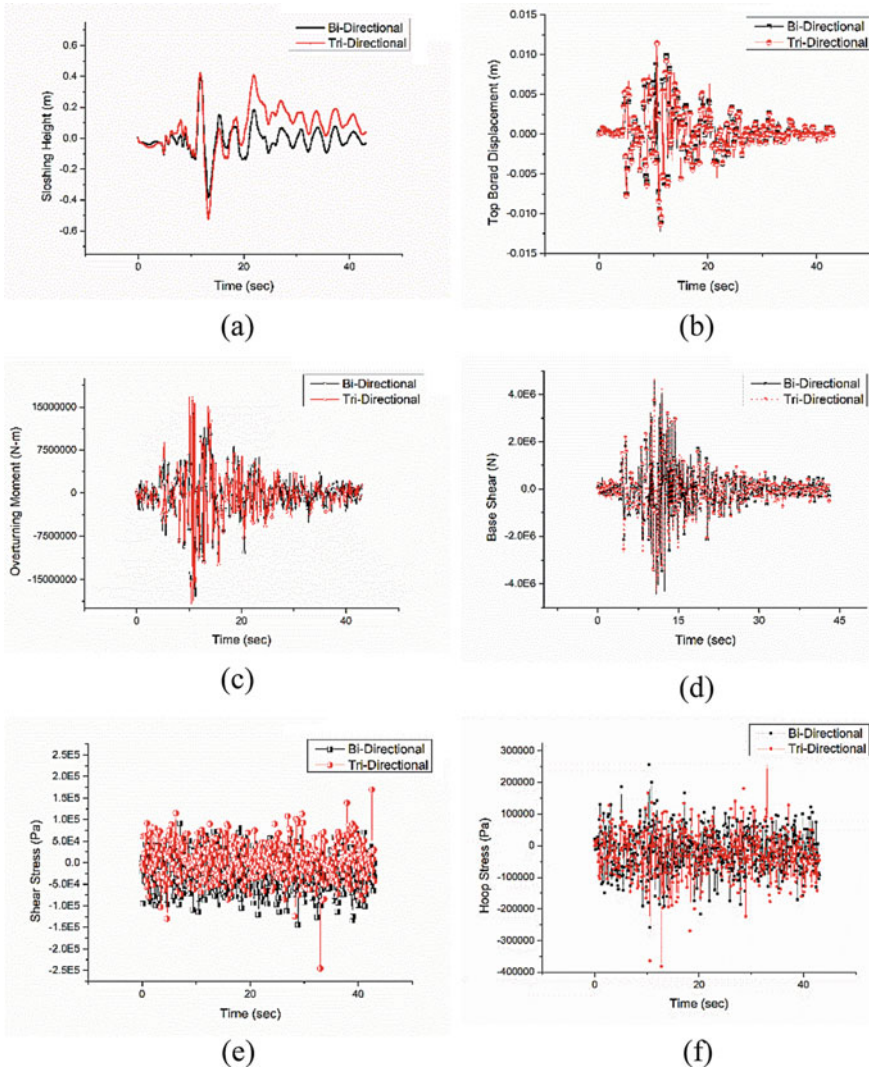 Bi-Directional
Tri-Directional
Sloshing Height (m)
0.6
0.4
0.2
0.0
-0.2
-0.4
-0.6
0
20
40
Time (sec)
(a)
Bi-Directional
Tri-Directional
Top Borad Displacement (m)
0.015
0.010
0.005
0.000
-0.005
-0.010
-0.015
0
20
40
Time (sec)
(b)
Bi-Directional
Tri-Directional
Overturning Moment (N-m)
15000000
7500000
0
-7500000
-15000000
0
20
40
Time (sec)
(c)
Bi-Directional
Tri-Directional
Base Shear (N)
4.0E6
2.0E6
0.0
-2.0E6
-4.0E6
0
15
30
45
Time (sec)
(d)
Bi-Directional
Tri-Directional
Shear Stress (Pa)
2.5E5
2.0E5
1.5E5
1.0E5
5.0E4
0.0
-5.0E4
-1.0E5
-1.5E5
-2.0E5
-2.5E5
0
20
40
Time (sec)
(e)
Bi-Directional
Tri-Directional
Hoop Stress (Pa)
300000
200000
100000
0
-100000
-200000
-300000
-400000
0
20
40
Time (sec)
(f)